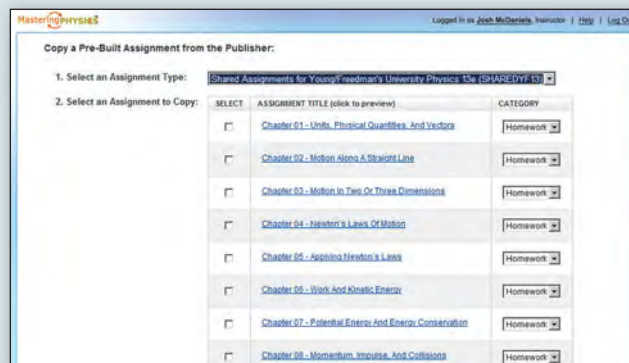 MasteringPHYSICS
Logged in as Josh McDaniels, Instructor | Help | Log Ou
Copy a Pre-Built Assignment from the Publisher:
1. Select an Assignment Type: Shared Assignments for Young/Freedman's University Physics 13e (SHAREDYF13)
2. Select an Assignment to Copy: SELECT ASSIGNMENT TITLE (click to preview) CATEGORY
Chapter 01 - Units, Physical Quantities, And Vectors Homework
Chapter 02 - Motion Along A Straight Line Homework
Chapter 03 - Motion In Two Or Three Dimensions Homework
Chapter 04 - Newton's Laws Of Motion Homework
Chapter 05 - Applying Newton's Laws Homework
Chapter 06 - Work And Kinetic Energy Homework
Chapter 07 - Potential Energy And Energy Conservation Homework
Chapter 08 - Momentum, Impulse, And Collisions Homework